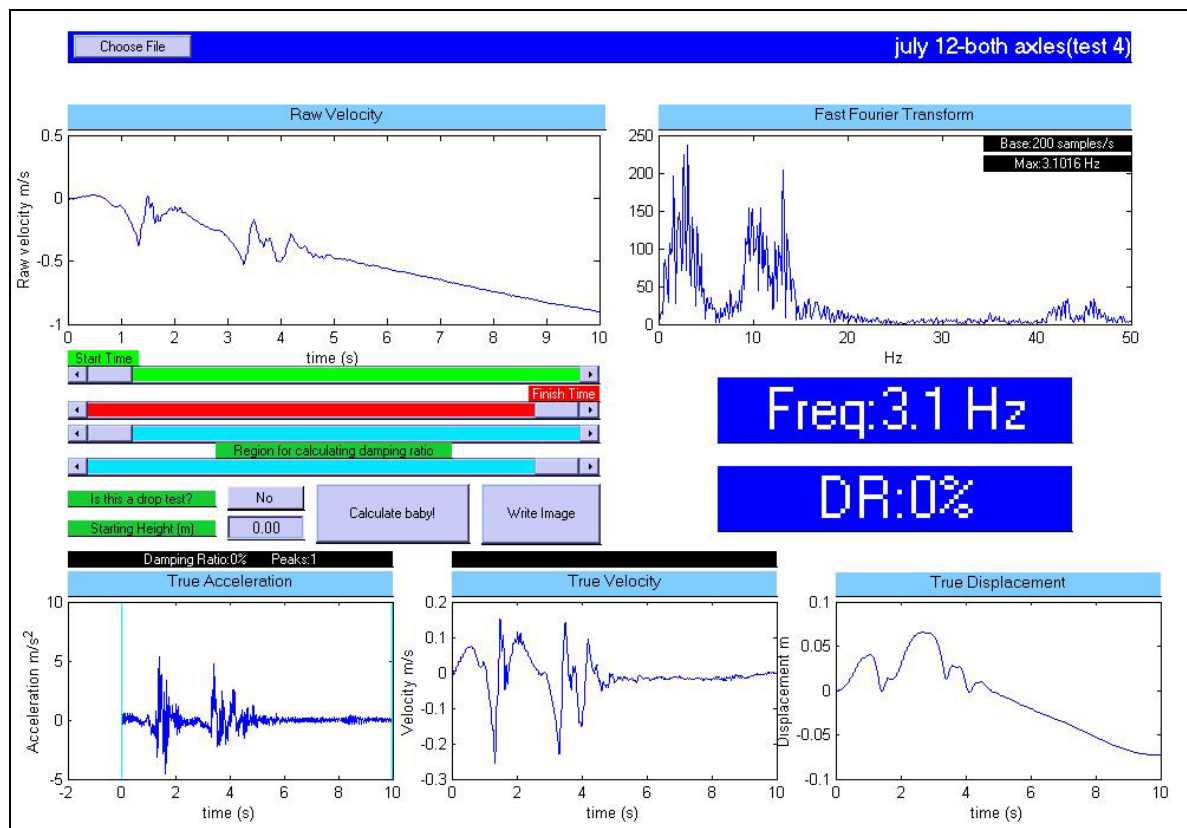 Choose File
july 12-both axles(test 4)
Raw Velocity
Raw velocity m/s
0.5
0
-0.5
-1
0 1 2 3 4 5 6 7 8 9 10
time (s)
Fast Fourier Transform
Base:200 samples/s
Max:3.1016 Hz
250
200
150
100
50
0
0 10 20 30 40 50
Hz
Start Time
Finish Time
Region for calculating damping ratio
Freq:3.1 Hz
DR:0%
Is this a drop test?
No
Starting Height (m)
0.00
Calculate baby!
Write Image
Damping Ratio:0% Peaks:1
True Acceleration
Acceleration m/s2
10
5
0
-5
-2 0 2 4 6 8 10
time (s)
True Velocity
Velocity m/s
0.2
0.1
0
-0.1
-0.2
-0.3
0 2 4 6 8 10
time (s)
True Displacement
Displacement m
0.1
0.05
0
-0.05
-0.1
0 2 4 6 8 10
time (s)